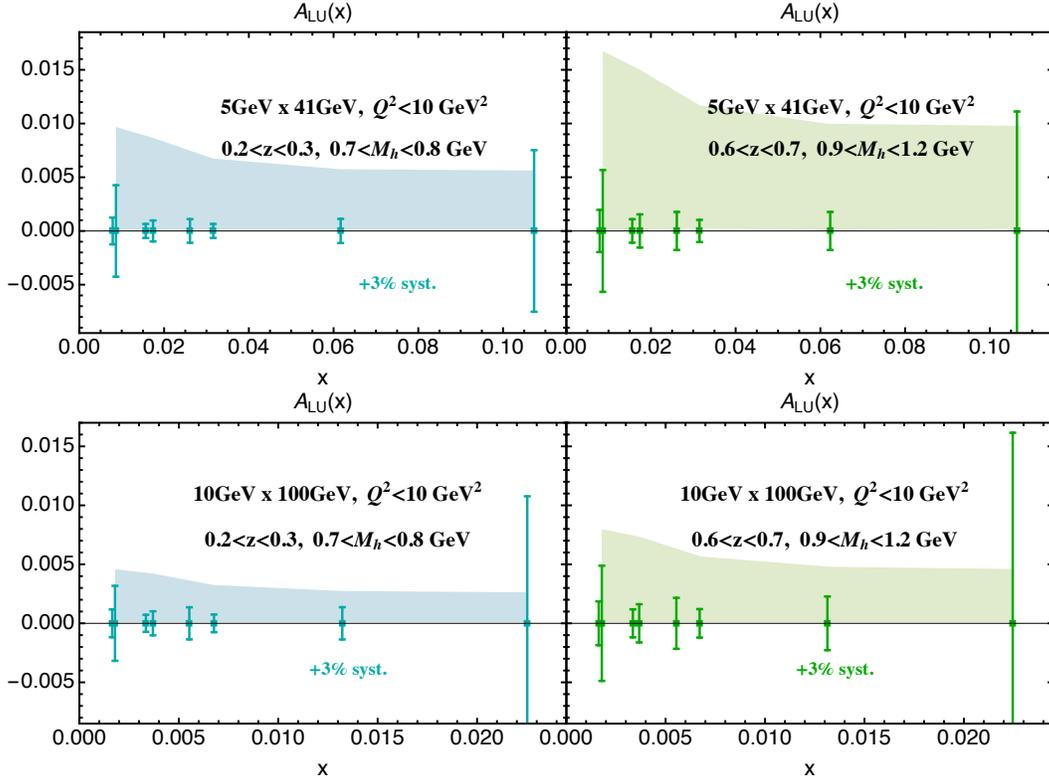 A_LU(x) A_LU(x)
0.015
5GeV x 41GeV, Q²<10 GeV² 5GeV x 41GeV, Q²<10 GeV²
0.010
0.2<z<0.3, 0.7<M_h<0.8 GeV 0.6<z<0.7, 0.9<M_h<1.2 GeV
0.005
0.000
−0.005 +3% syst. +3% syst.
0.00 0.02 0.04 0.06 0.08 0.10 0.00 0.02 0.04 0.06 0.08 0.10
x x
A_LU(x) A_LU(x)
0.015
10GeV x 100GeV, Q²<10 GeV² 10GeV x 100GeV, Q²<10 GeV²
0.010
0.2<z<0.3, 0.7<M_h<0.8 GeV 0.6<z<0.7, 0.9<M_h<1.2 GeV
0.005
0.000
+3% syst. +3% syst.
−0.005
0.000 0.005 0.010 0.015 0.020 0.000 0.005 0.010 0.015 0.020
x x